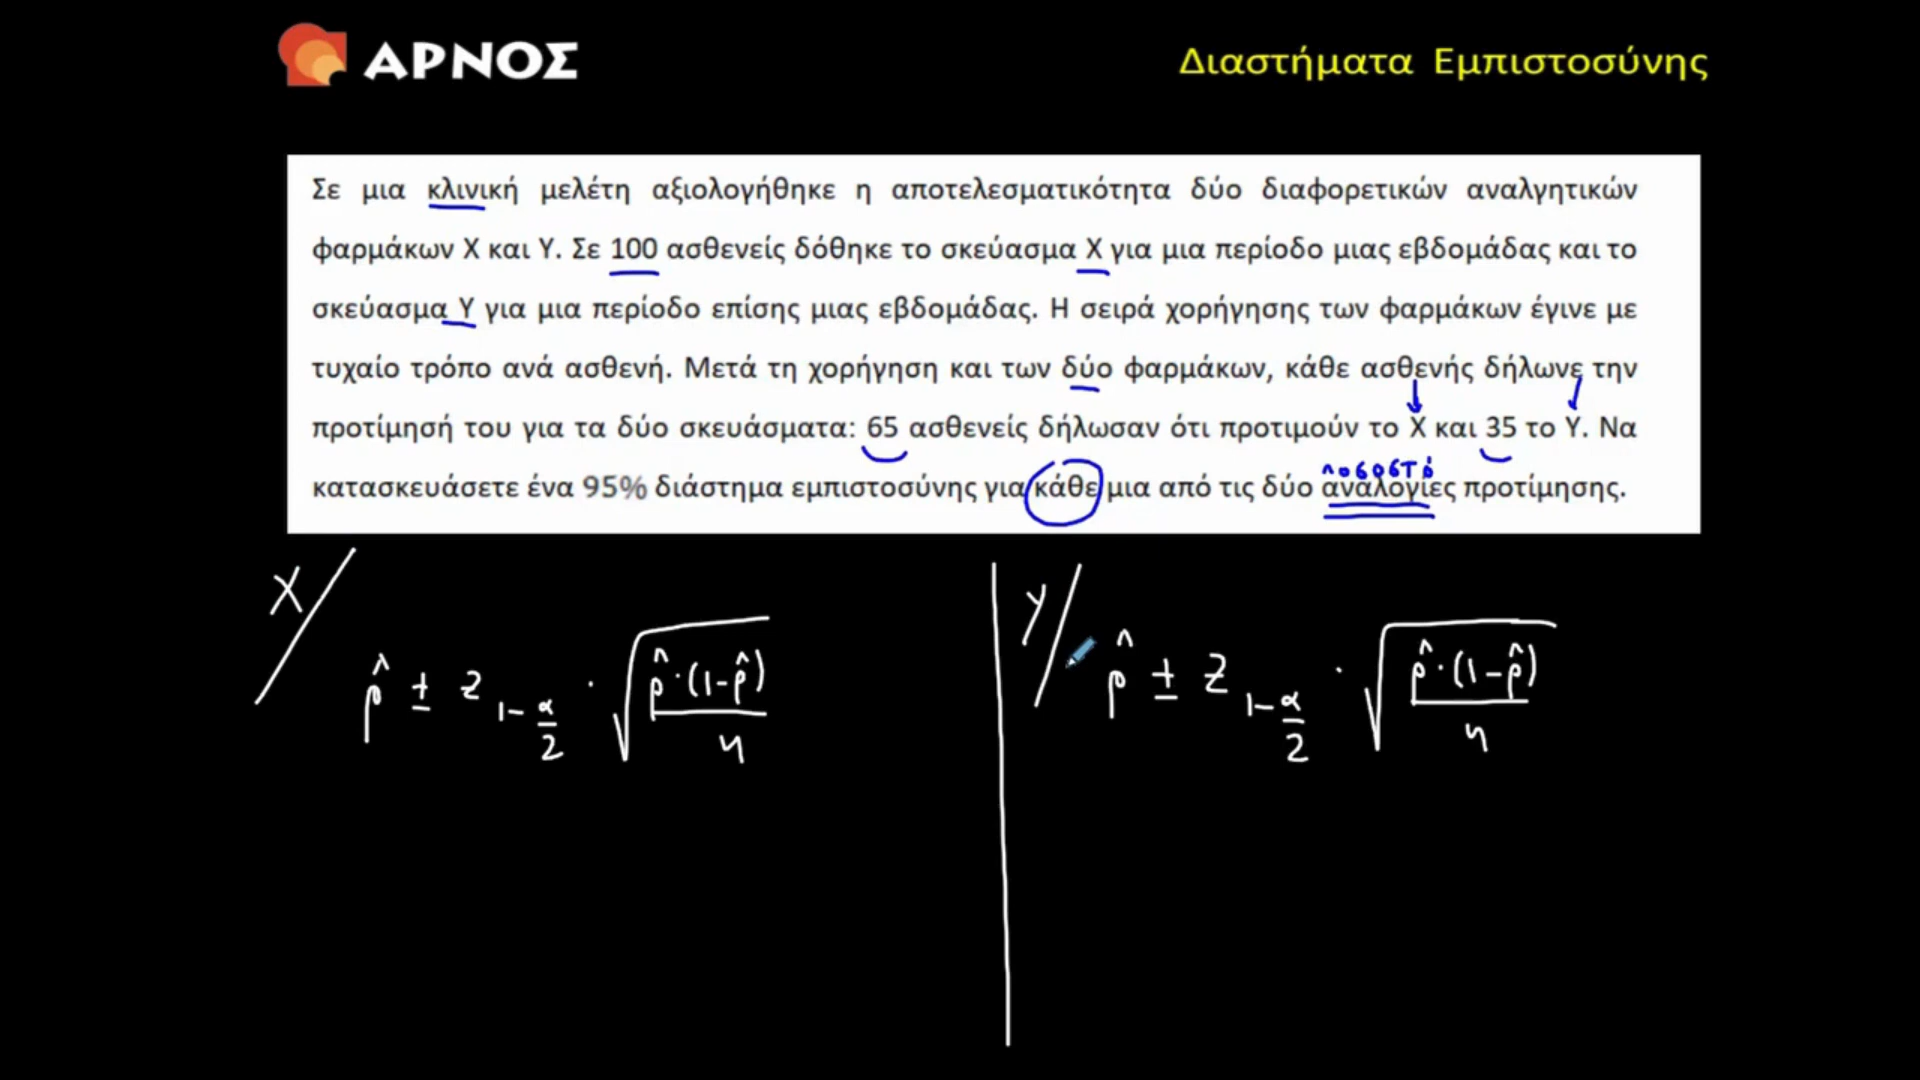 ΑΡΝΟΣ
Διαστήματα Εμπιστοσύνης
Σε μια κλινική μελέτη αξιολογήθηκε η αποτελεσματικότητα δύο διαφορετικών αναλγητικών
φαρμάκων Χ και Υ. Σε 100 ασθενείς δόθηκε το σκεύασμα Χ για μια περίοδο μιας εβδομάδας και το
σκεύασμα Υ για μια περίοδο επίσης μιας εβδομάδας. Η σειρά χορήγησης των φαρμάκων έγινε με
τυχαίο τρόπο ανά ασθενή. Μετά τη χορήγηση και των δύο φαρμάκων, κάθε ασθενής δήλωνε την
προτίμησή του για τα δύο σκευάσματα: 65 ασθενείς δήλωσαν ότι προτιμούν το Χ και 35 το Υ. Να
ποσοστό
κατασκευάσετε ένα 95% διάστημα εμπιστοσύνης για κάθε μια από τις δύο αναλογίες προτίμησης.
X
p̂ ± z 1-α/2 · √(p̂·(1-p̂)/n)
Y
p̂ ± z 1-α/2 · √(p̂·(1-p̂)/n)